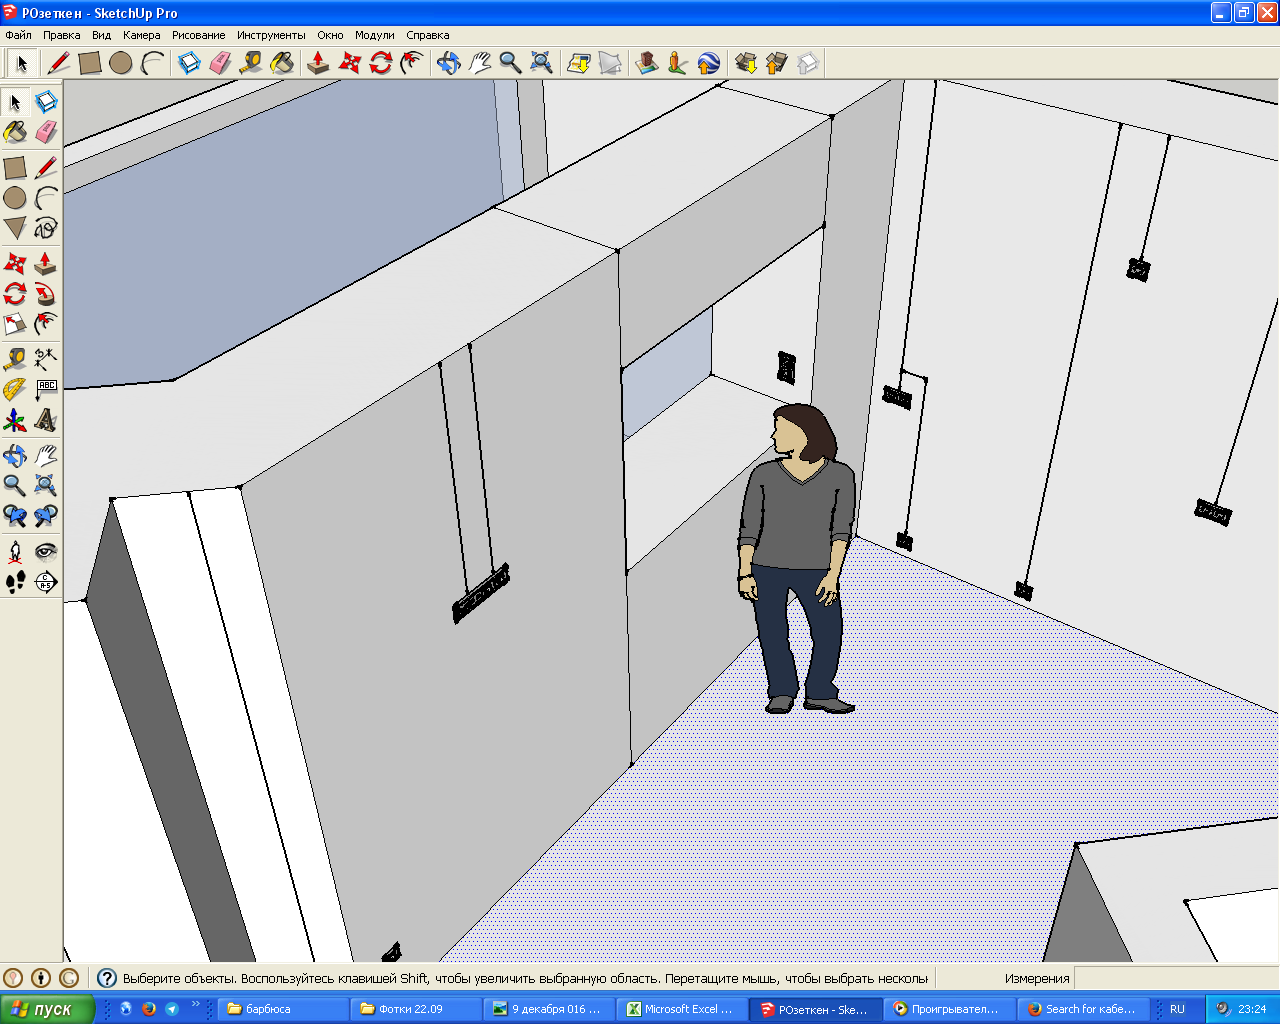 РОзеткен - SketchUp Pro
Файл Правка Вид Камера Рисование Инструменты Окно Модули Справка
ABC
A
Выберите объекты. Воспользуйтесь клавишей Shift, чтобы увеличить выбранную область. Перетащите мышь, чтобы выбрать несколы
Измерения
пуск
барбюса
Фотки 22.09
9 декабря 016 ...
Microsoft Excel ...
РОзеткен - Ske...
Проигрывател...
Search for кабе...
RU
23:24